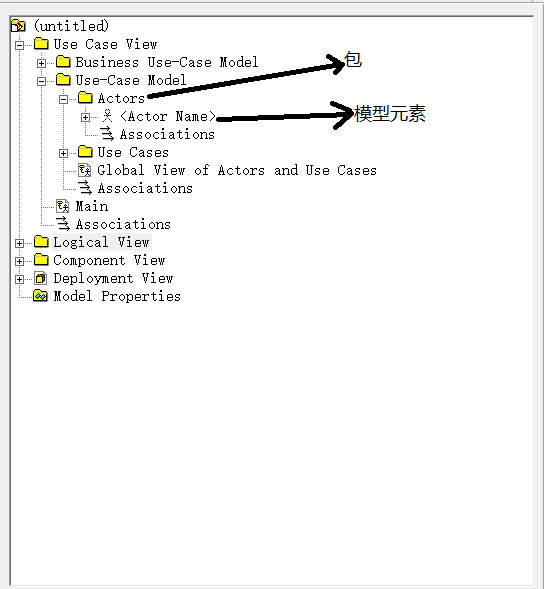 (untitled)
Use Case View
Business Use-Case Model
包
Use-Case Model
Actors
<Actor Name>
模型元素
Associations
Use Cases
Global View of Actors and Use Cases
Associations
Main
Associations
Logical View
Component View
Deployment View
Model Properties